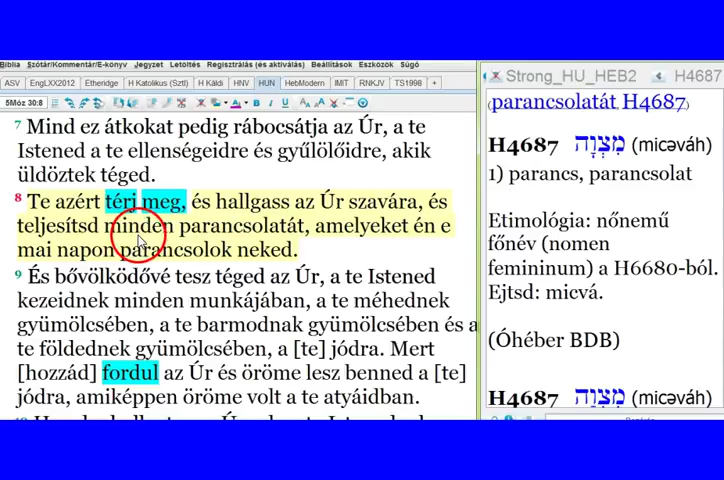 Biblia Szótár/Kommentár/E-könyv Jegyzet Letöltés Regisztrálás (és aktiválás) Beállítások Eszközök Súgó
ASV EngLXX2012 Etheridge H Katolikus (SztI) H Káldi HNV HUN HebModern IMIT RNKJV TS1998 +
5Móz 30:8
7 Mind ez átkokat pedig rábocsátja az Úr, a te
Istened a te ellenségeidre és gyűlölőidre, akik
üldöztek téged.
8 Te azért térj meg, és hallgass az Úr szavára, és
teljesítsd minden parancsolatát, amelyeket én e
mai napon parancsolok neked.
9 És bővölködővé tesz téged az Úr, a te Istened
kezeidnek minden munkájában, a te méhednek
gyümölcsében, a te barmodnak gyümölcsében és a
te földednek gyümölcsében, a [te] jódra. Mert
[hozzád] fordul az Úr és öröme lesz benned a [te]
jódra, amiképpen öröme volt a te atyáidban.
Strong_HU_HEB2 H4687
(parancsolatát, H4687)
H4687 מִצְוָה (micəváh)
1) parancs, parancsolat
Etimológia: nőnemű
főnév (nomen
femininum) a H6680-ból.
Ejtsd: micvá.
(Óhéber BDB)
H4687 מִצְוָה (micəváh)